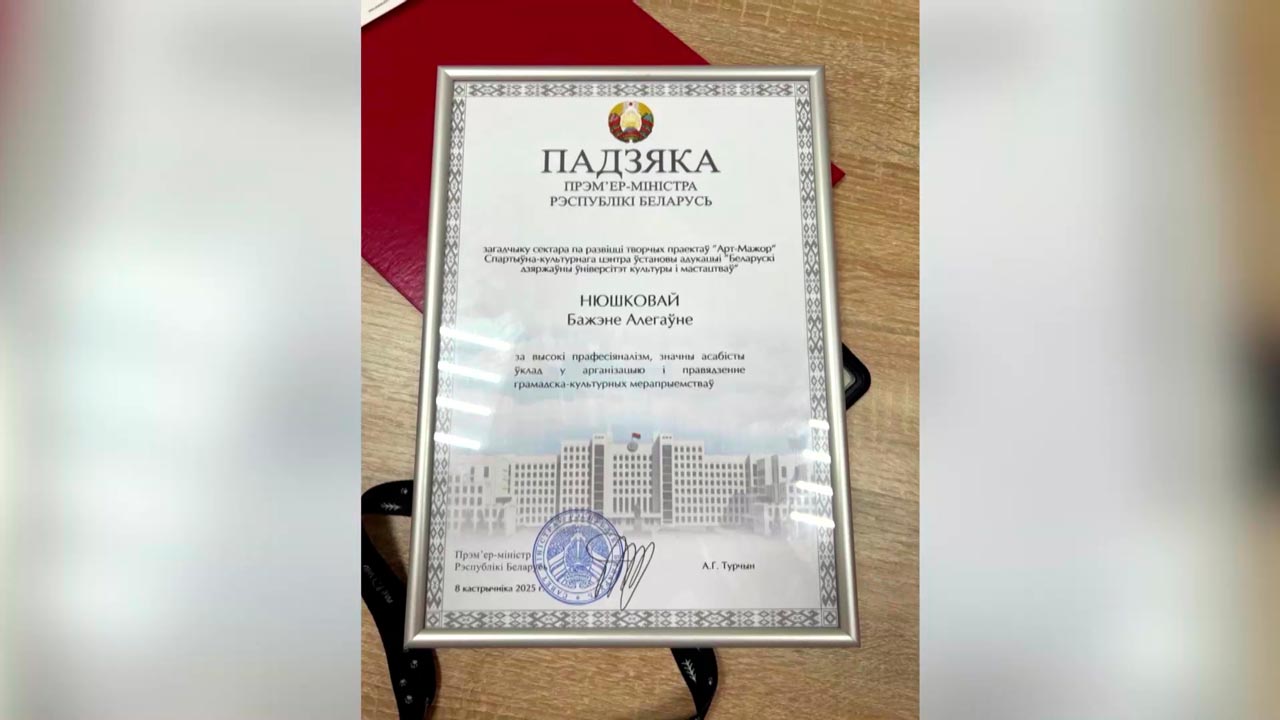 ПАДЗЯКА
ПРЭМ'ЕР-МІНІСТРА
РЭСПУБЛІКІ БЕЛАРУСЬ
загадчыку сектара па развіцці творчых праектаў "Арт-Мажор"
Спартыўна-культурнага цэнтра ўстановы адукацыі "Беларускі
дзяржаўны ўніверсітэт культуры і мастацтваў"
НЮШКОВАЙ
Бажэне Алегаўне
за высокі прафесіяналізм, значны асабісты
ўклад у арганізацыю і правядзенне
грамадска-культурных мерапрыемстваў
Прэм'ер-міністр
Рэспублікі Беларусь
А.Г. Турчын
8 кастрычніка 2025 г.